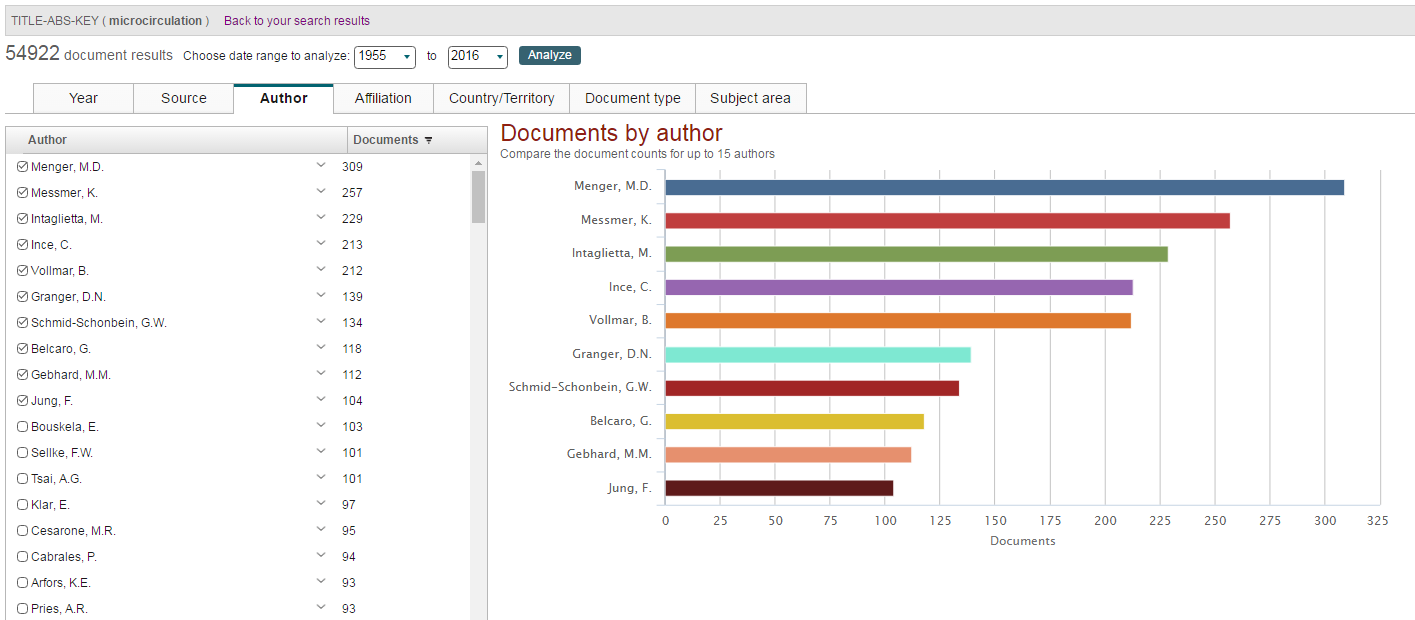 TITLE-ABS-KEY ( microcirculation ) Back to your search results
54922 document results Choose date range to analyze: 1955 to 2016 Analyze
Year Source Author Affiliation Country/Territory Document type Subject area
Author Documents
Menger, M.D. 309
Messmer, K. 257
Intaglietta, M. 229
Ince, C. 213
Vollmar, B. 212
Granger, D.N. 139
Schmid-Schonbein, G.W. 134
Belcaro, G. 118
Gebhard, M.M. 112
Jung, F. 104
Bouskela, E. 103
Sellke, F.W. 101
Tsai, A.G. 101
Klar, E. 97
Cesarone, M.R. 95
Cabrales, P. 94
Arfors, K.E. 93
Pries, A.R. 93
Documents by author
Compare the document counts for up to 15 authors
Menger, M.D.
Messmer, K.
Intaglietta, M.
Ince, C.
Vollmar, B.
Granger, D.N.
Schmid-Schonbein, G.W.
Belcaro, G.
Gebhard, M.M.
Jung, F.
0 25 50 75 100 125 150 175 200 225 250 275 300 325
Documents